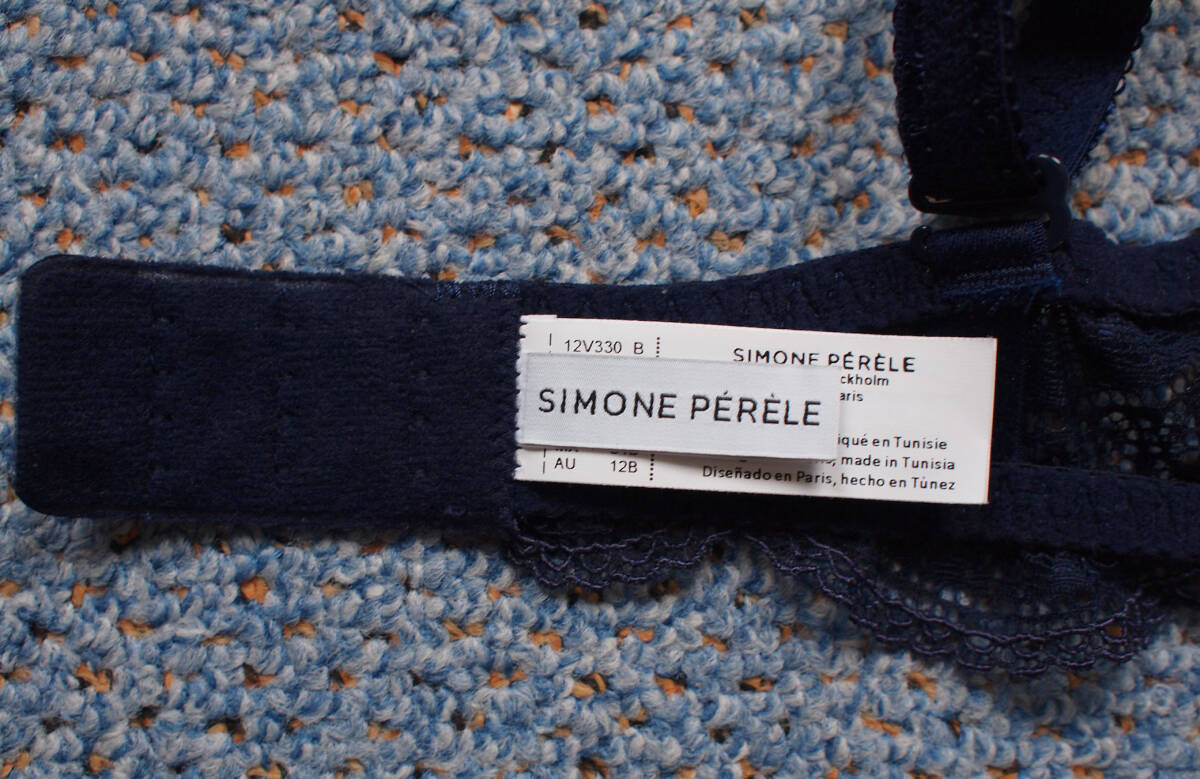 12V330 B
SIMONE PÉRÈLE
ckholm
aris
SIMONE PÉRÈLE
iqué en Tunisie
, made in Tunisia
AU 12B
Diseñado en Paris, hecho en Túnez